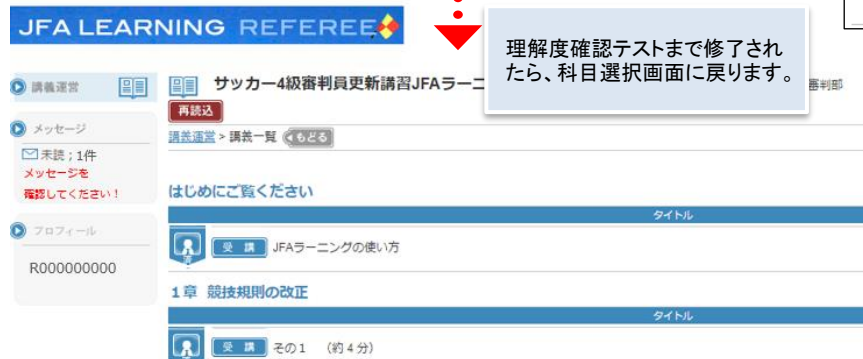 JFA LEARNING REFEREE
理解度確認テストまで修了され
たら、科目選択画面に戻ります。
講義運営
サッカー4級審判員更新講習JFAラーニ
審判部
再読込
講義運営 > 講義一覧 もどる
メッセージ
未読；1件
メッセージを
確認してください！
はじめにご覧ください
タイトル
受 講 JFAラーニングの使い方
済
プロフィール
R000000000
1章 競技規則の改正
タイトル
受 講 その1 （約4分）